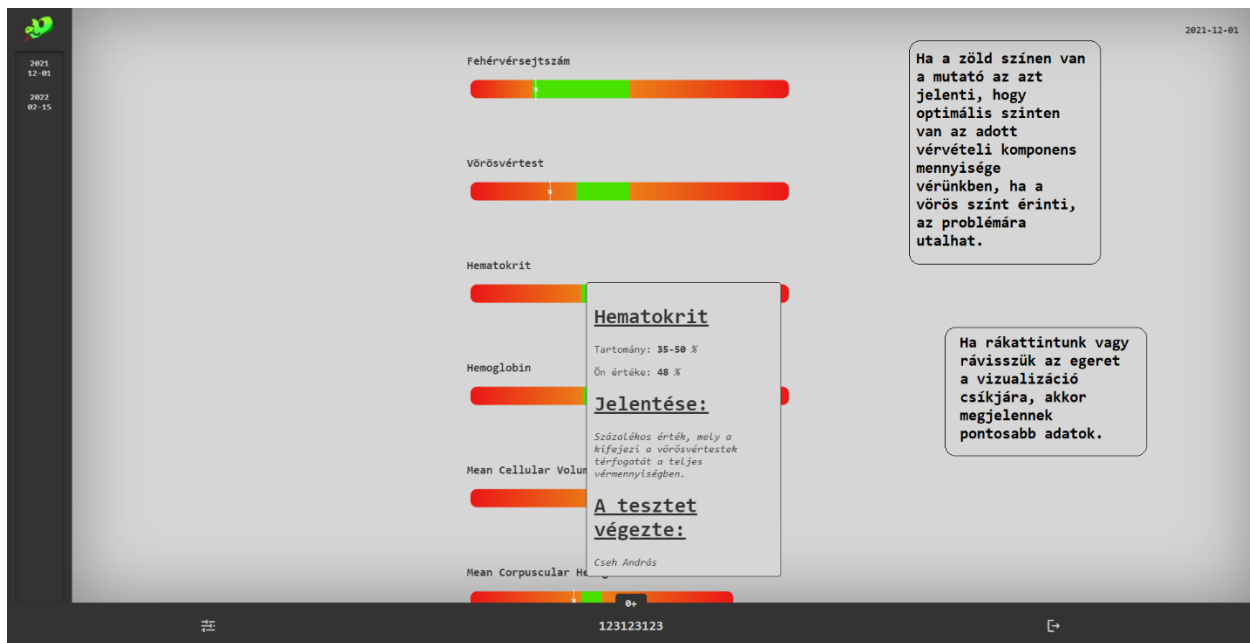 2021-12-01
2021
12-01
2022
02-15
Fehérvérsejtszám
Vörösvértest
Hematokrit
Hemoglobin
Mean Cellular Volum
Mean Corpuscular Hemog
Hematokrit
Tartomány: 35-50 %
Ön értéke: 48 %
Jelentése:
Százalékos érték, mely a
kifejezi a vörösvértestek
térfogatát a teljes
vérmennyiségben.
A tesztet
végezte:
Cseh András
Ha a zöld színen van
a mutató az azt
jelenti, hogy
optimális szinten
van az adott
vérvételi komponens
mennyisége
vérünkben, ha a
vörös színt érinti,
az problémára
utalhat.
Ha rákattintunk vagy
rávisszük az egeret
a vizualizáció
csíkjára, akkor
megjelennek
pontosabb adatok.
0+
123123123